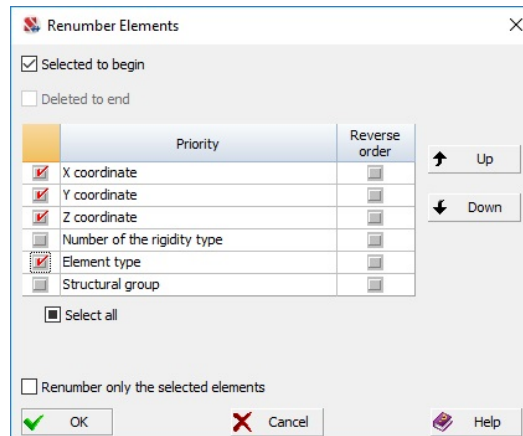 Renumber Elements
Selected to begin
Deleted to end
Priority
Reverse order
X coordinate
Y coordinate
Z coordinate
Number of the rigidity type
Element type
Structural group
Select all
Up
Down
Renumber only the selected elements
OK
Cancel
Help